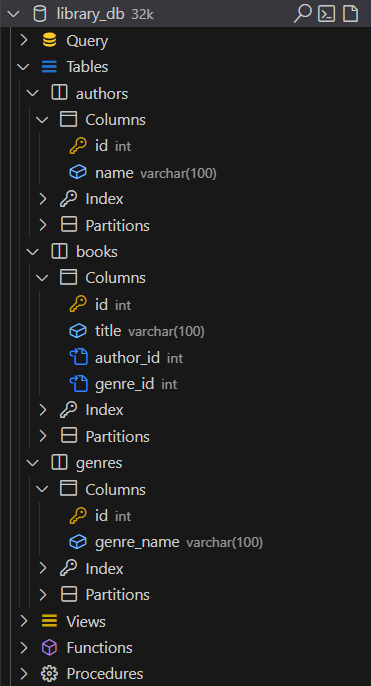 library_db 32k
Query
Tables
authors
Columns
id int
name varchar(100)
Index
Partitions
books
Columns
id int
title varchar(100)
author_id int
genre_id int
Index
Partitions
genres
Columns
id int
genre_name varchar(100)
Index
Partitions
Views
Functions
Procedures